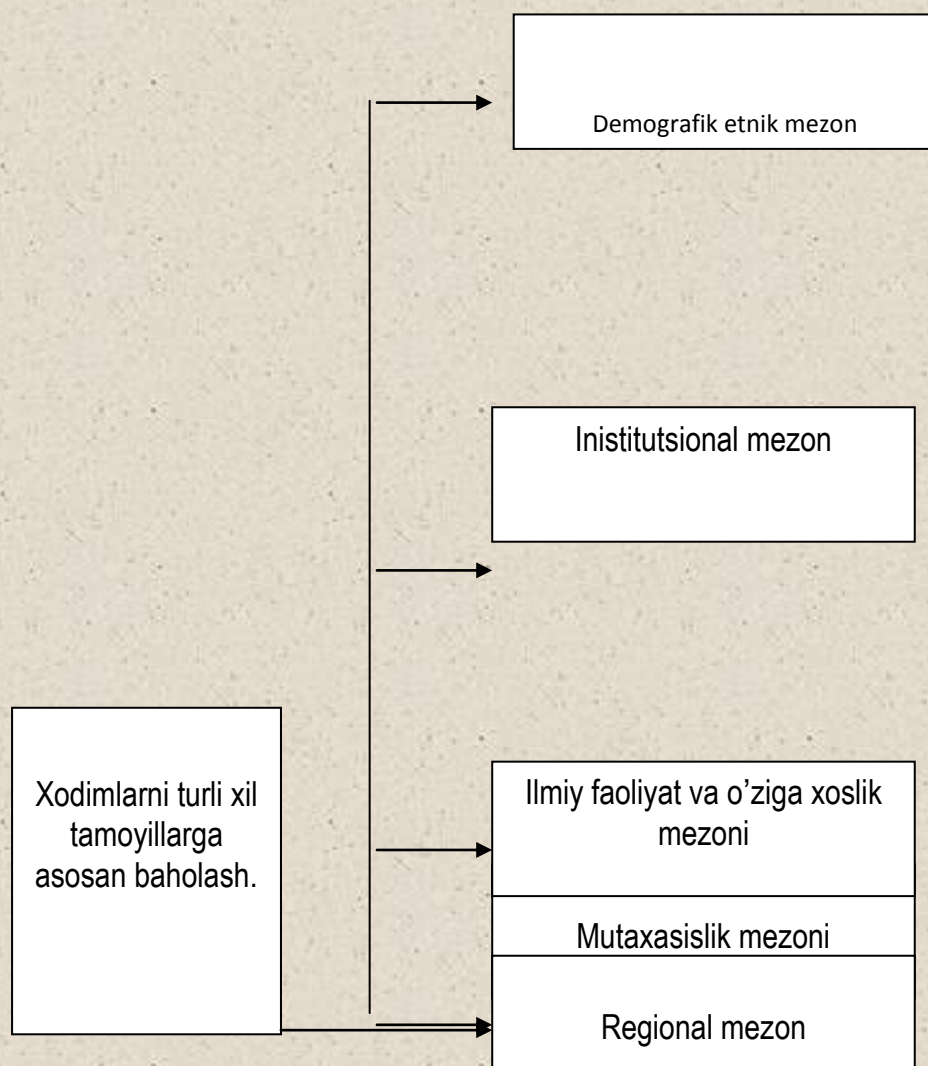 Demografik etnik mezon
Inistitutsional mezon
Xodimlarni turli xil
tamoyillarga
asosan baholash.
Ilmiy faoliyat va o’ziga xoslik
mezoni
Mutaxasislik mezoni
Regional mezon